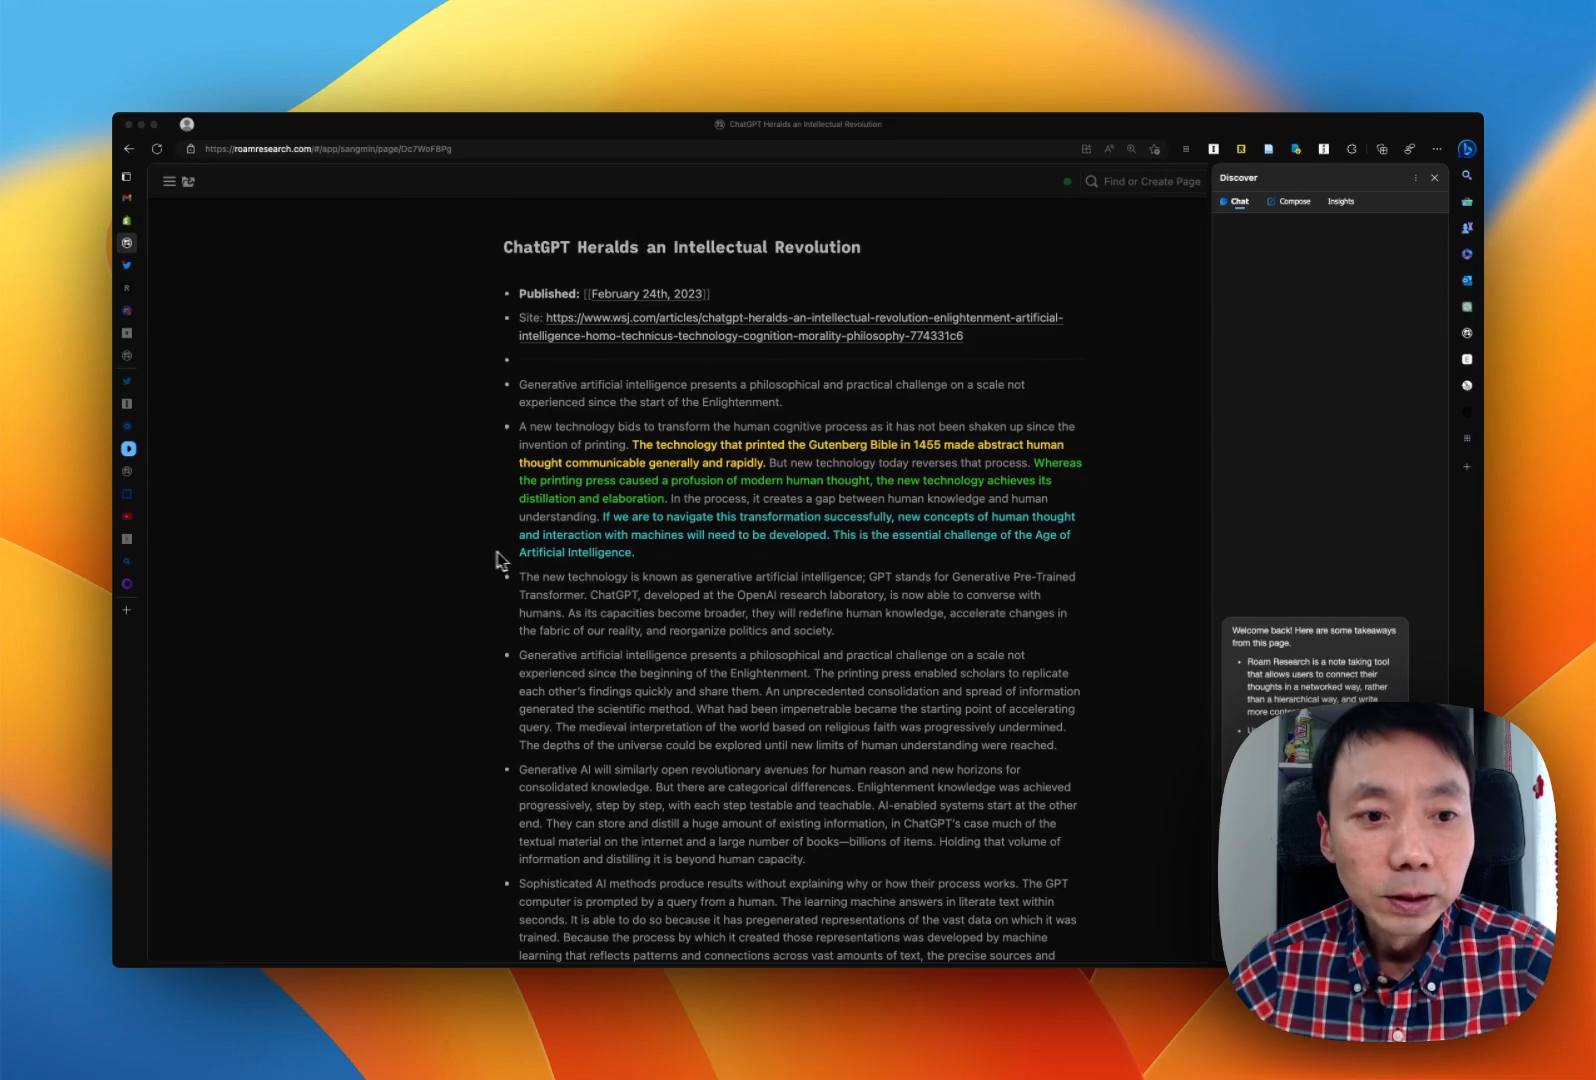 ChatGPT Heralds an Intellectual Revolution
https://roamresearch.com/#/app/sangmin/page/Dc7WoFBPg
Find or Create Page
Discover
Chat
Compose
Insights
ChatGPT Heralds an Intellectual Revolution
Published: [[February 24th, 2023]]
Site: https://www.wsj.com/articles/chatgpt-heralds-an-intellectual-revolution-enlightenment-artificial-
intelligence-homo-technicus-technology-cognition-morality-philosophy-774331c6
Generative artificial intelligence presents a philosophical and practical challenge on a scale not
experienced since the start of the Enlightenment.
A new technology bids to transform the human cognitive process as it has not been shaken up since the
invention of printing. The technology that printed the Gutenberg Bible in 1455 made abstract human
thought communicable generally and rapidly. But new technology today reverses that process. Whereas
the printing press caused a profusion of modern human thought, the new technology achieves its
distillation and elaboration. In the process, it creates a gap between human knowledge and human
understanding. If we are to navigate this transformation successfully, new concepts of human thought
and interaction with machines will need to be developed. This is the essential challenge of the Age of
Artificial Intelligence.
The new technology is known as generative artificial intelligence; GPT stands for Generative Pre-Trained
Transformer. ChatGPT, developed at the OpenAI research laboratory, is now able to converse with
humans. As its capacities become broader, they will redefine human knowledge, accelerate changes in
the fabric of our reality, and reorganize politics and society.
Generative artificial intelligence presents a philosophical and practical challenge on a scale not
experienced since the beginning of the Enlightenment. The printing press enabled scholars to replicate
each other's findings quickly and share them. An unprecedented consolidation and spread of information
generated the scientific method. What had been impenetrable became the starting point of accelerating
query. The medieval interpretation of the world based on religious faith was progressively undermined.
The depths of the universe could be explored until new limits of human understanding were reached.
Generative AI will similarly open revolutionary avenues for human reason and new horizons for
consolidated knowledge. But there are categorical differences. Enlightenment knowledge was achieved
progressively, step by step, with each step testable and teachable. AI-enabled systems start at the other
end. They can store and distill a huge amount of existing information, in ChatGPT's case much of the
textual material on the internet and a large number of books—billions of items. Holding that volume of
information and distilling it is beyond human capacity.
Sophisticated AI methods produce results without explaining why or how their process works. The GPT
computer is prompted by a query from a human. The learning machine answers in literate text within
seconds. It is able to do so because it has pregenerated representations of the vast data on which it was
trained. Because the process by which it created those representations was developed by machine
learning that reflects patterns and connections across vast amounts of text, the precise sources and
Welcome back! Here are some takeaways
from this page.
Roam Research is a note taking tool
that allows users to connect their
thoughts in a networked way, rather
than a hierarchical way, and write
more